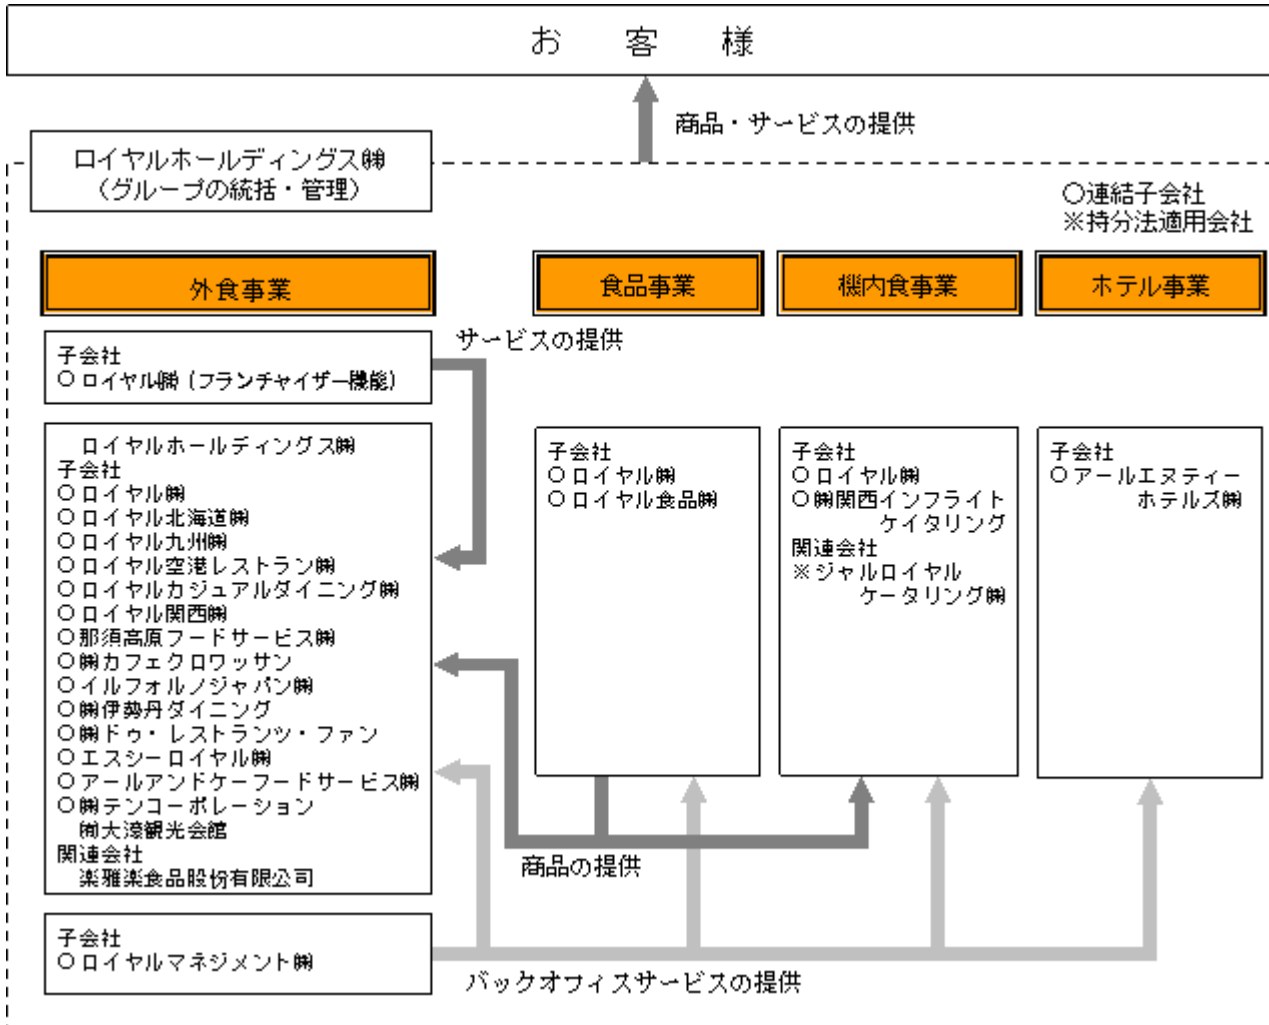 お 客 様
商品・サービスの提供
ロイヤルホールディングス㈱
（グループの統括・管理）
○連結子会社
※持分法適用会社
外食事業
食品事業
機内食事業
ホテル事業
サービスの提供
子会社
○ロイヤル㈱（フランチャイザー機能）
ロイヤルホールディングス㈱
子会社
○ロイヤル㈱
○ロイヤル北海道㈱
○ロイヤル九州㈱
○ロイヤル空港レストラン㈱
○ロイヤルカジュアルダイニング㈱
○ロイヤル関西㈱
○那須高原フードサービス㈱
○㈱カフェクロワッサン
○イルフォルノジャパン㈱
○㈱伊勢丹ダイニング
○㈱ドゥ・レストランツ・ファン
○エスシーロイヤル㈱
○アールアンドケーフードサービス㈱
○㈱テンコーポレーション
㈲大濠観光会館
関連会社
楽雅楽食品股份有限公司
子会社
○ロイヤル㈱
○ロイヤル食品㈱
子会社
○ロイヤル㈱
○㈱関西インフライト
ケイタリング
関連会社
※ジャルロイヤル
ケータリング㈱
子会社
○アールエヌティー
ホテルズ㈱
商品の提供
子会社
○ロイヤルマネジメント㈱
バックオフィスサービスの提供